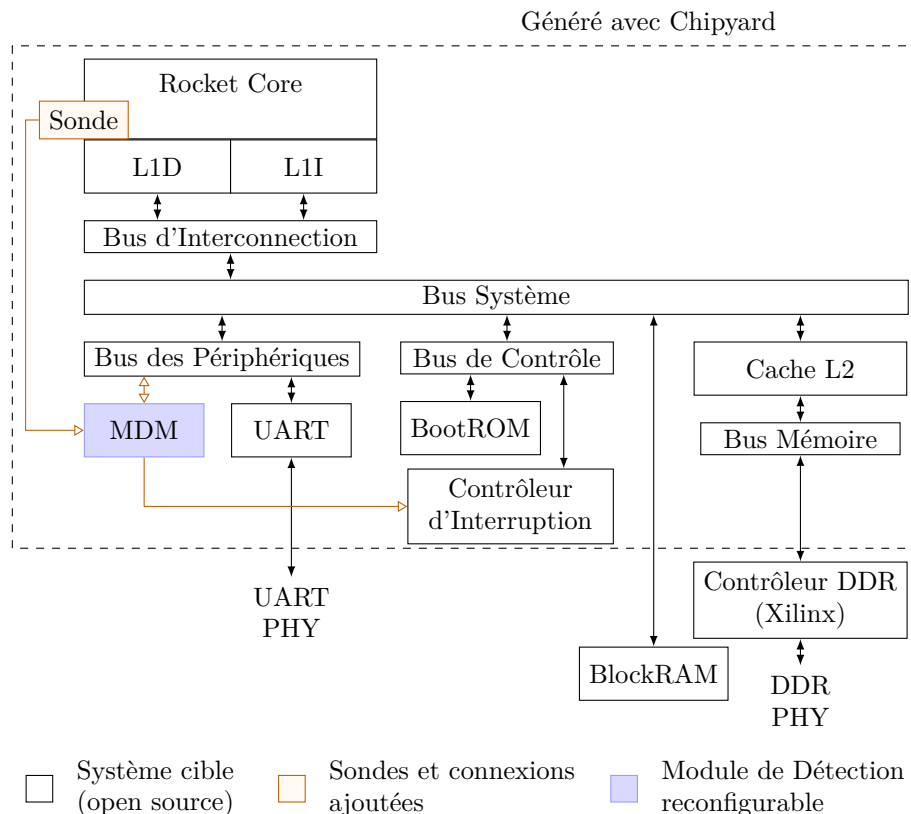 Généré avec Chipyard
Rocket Core
Sonde
L1D
L1I
Bus d'Interconnection
Bus Système
Bus des Périphériques
Bus de Contrôle
Cache L2
MDM
UART
BootROM
Bus Mémoire
Contrôleur
d'Interruption
Contrôleur DDR
(Xilinx)
UART
PHY
BlockRAM
DDR
PHY
Système cible
(open source)
Sondes et connexions
ajoutées
Module de Détection
reconfigurable